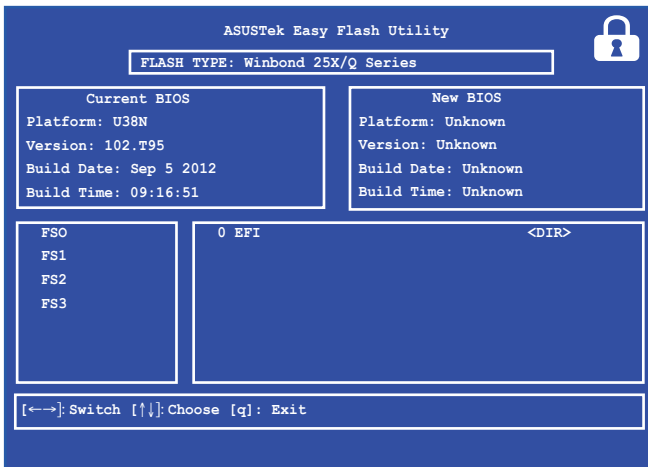 ASUSTek Easy Flash Utility
FLASH TYPE: Winbond 25X/Q Series
Current BIOS
Platform: U38N
Version: 102.T95
Build Date: Sep 5 2012
Build Time: 09:16:51
New BIOS
Platform: Unknown
Version: Unknown
Build Date: Unknown
Build Time: Unknown
FSO
FS1
FS2
FS3
0 EFI <DIR>
[←→]: Switch [↑↓]: Choose [q]: Exit